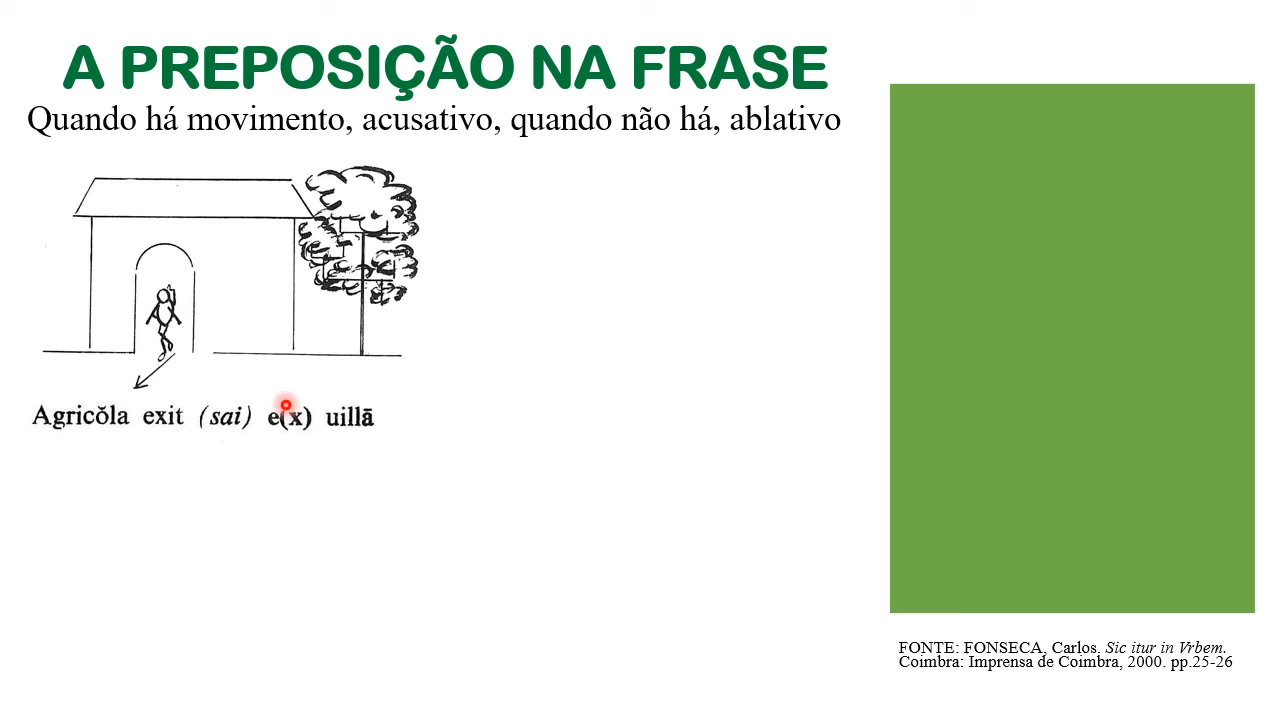 A PREPOSIÇÃO NA FRASE
Quando há movimento, acusativo, quando não há, ablativo
Agricŏla exit (sai) e(x) uillā
FONTE: FONSECA, Carlos. Sic itur in Vrbem.
Coimbra: Imprensa de Coimbra, 2000. pp.25-26